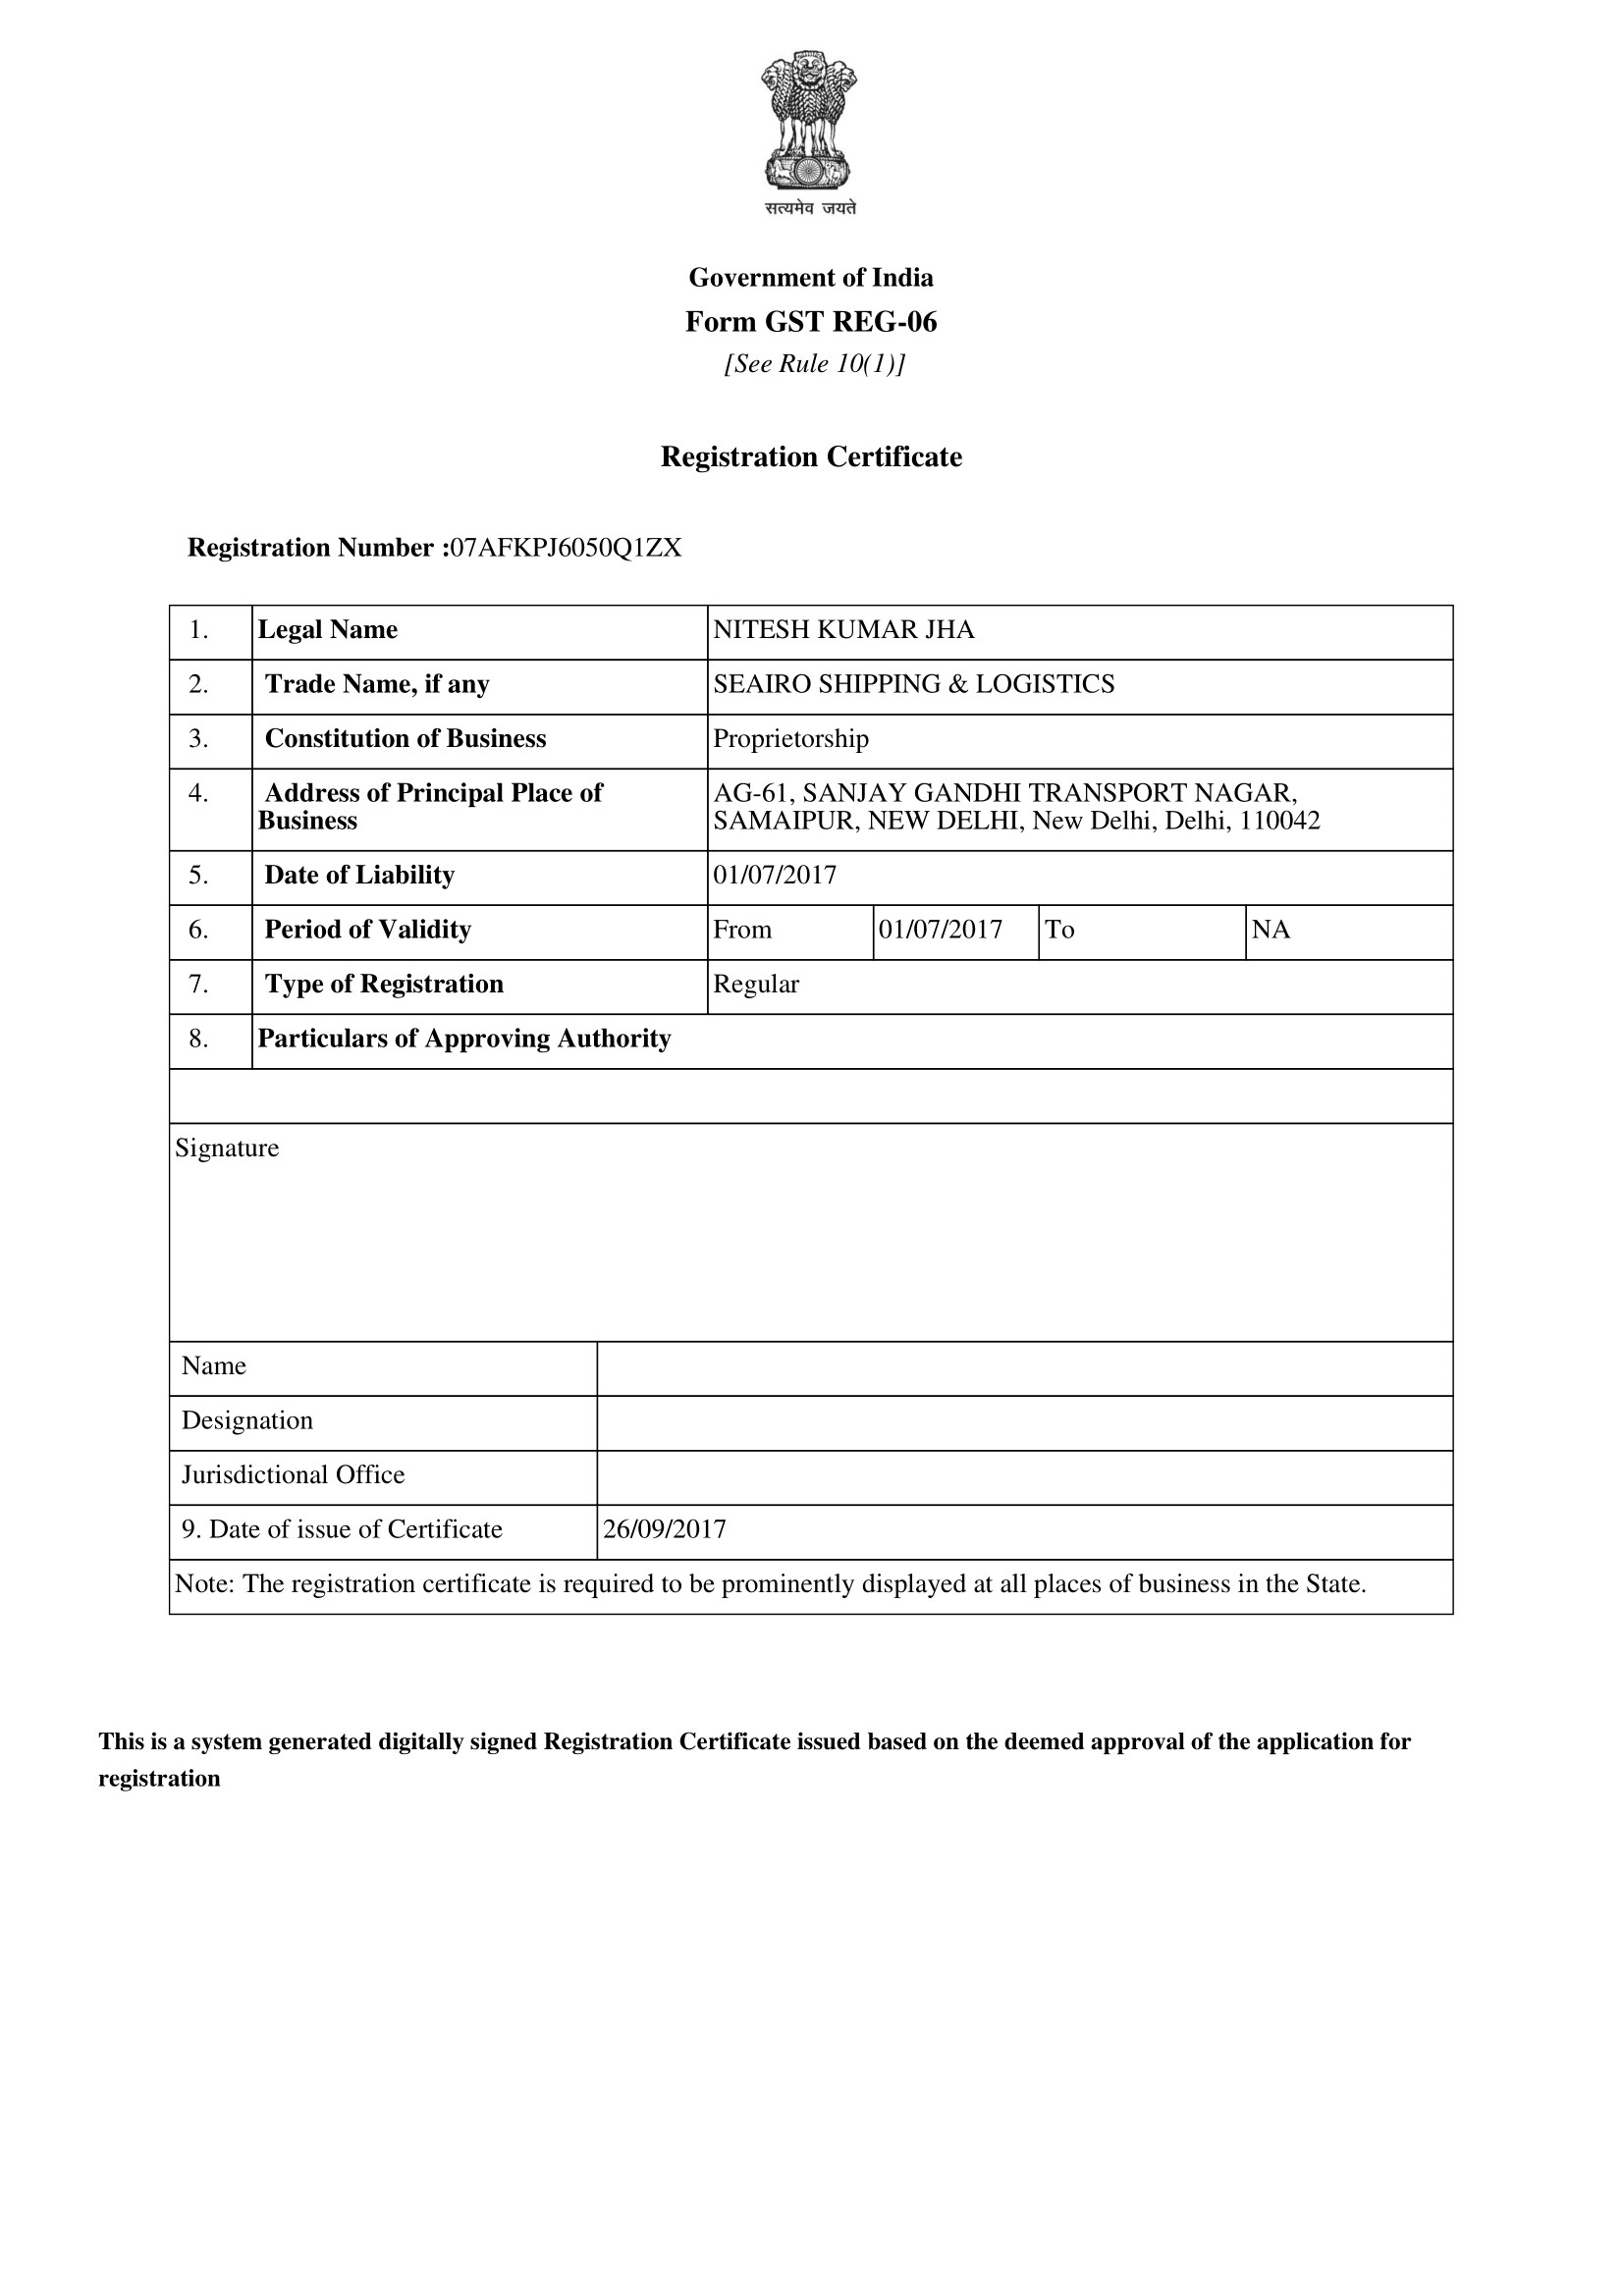 सत्यमेव जयते
Government of India
Form GST REG-06
[See Rule 10(1)]
Registration Certificate
Registration Number :07AFKPJ6050Q1ZX
1. Legal Name NITESH KUMAR JHA
2. Trade Name, if any SEAIRO SHIPPING & LOGISTICS
3. Constitution of Business Proprietorship
4. Address of Principal Place of Business AG-61, SANJAY GANDHI TRANSPORT NAGAR,
SAMAIPUR, NEW DELHI, New Delhi, Delhi, 110042
5. Date of Liability 01/07/2017
6. Period of Validity From 01/07/2017 To NA
7. Type of Registration Regular
8. Particulars of Approving Authority
Signature
Name
Designation
Jurisdictional Office
9. Date of issue of Certificate 26/09/2017
Note: The registration certificate is required to be prominently displayed at all places of business in the State.
This is a system generated digitally signed Registration Certificate issued based on the deemed approval of the application for
registration